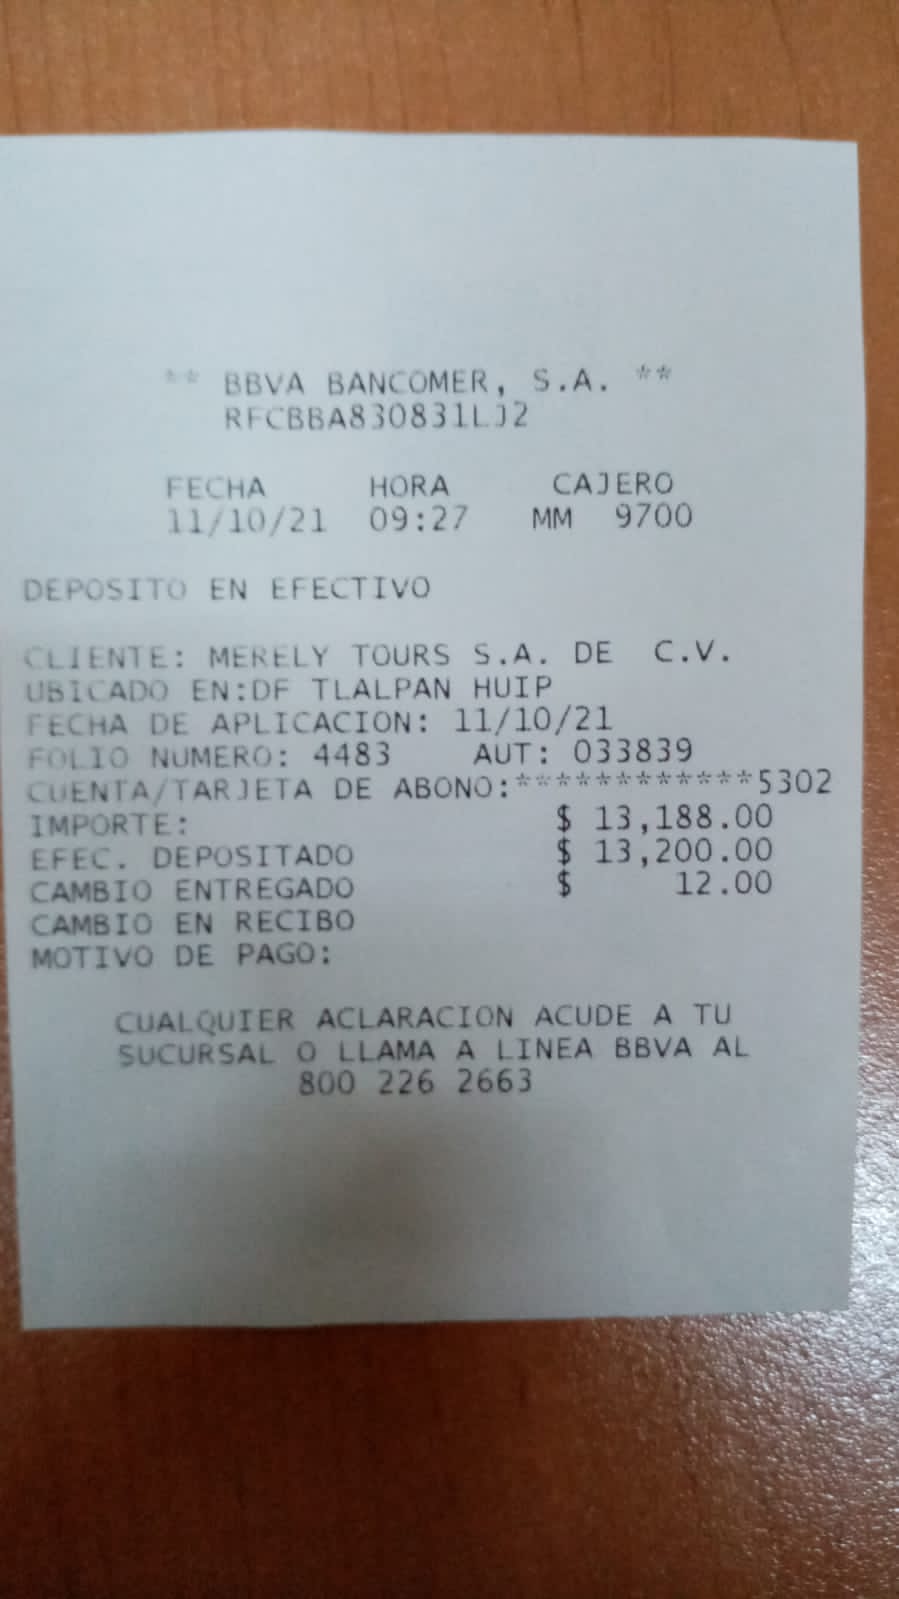 ** BBVA BANCOMER, S.A. **
RFCBBA830831LJ2
FECHA HORA CAJERO
11/10/21 09:27 MM 9700
DEPOSITO EN EFECTIVO
CLIENTE: MERELY TOURS S.A. DE C.V.
UBICADO EN:DF TLALPAN HUIP
FECHA DE APLICACION: 11/10/21
FOLIO NUMERO: 4483 AUT: 033839
CUENTA/TARJETA DE ABONO:************5302
IMPORTE: $ 13,188.00
EFEC. DEPOSITADO $ 13,200.00
CAMBIO ENTREGADO $ 12.00
CAMBIO EN RECIBO
MOTIVO DE PAGO:
CUALQUIER ACLARACION ACUDE A TU
SUCURSAL O LLAMA A LINEA BBVA AL
800 226 2663